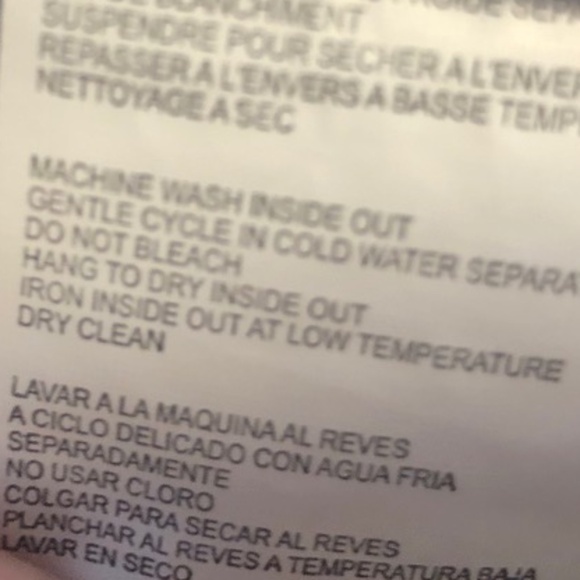 BLANCHIMENT
SUSPENDRE POUR SECHER A L'ENVER
REPASSER A L'ENVERS A BASSE TEMP
NETTOYAGE A SEC
MACHINE WASH INSIDE OUT
GENTLE CYCLE IN COLD WATER SEPARA
DO NOT BLEACH
HANG TO DRY INSIDE OUT
IRON INSIDE OUT AT LOW TEMPERATURE
DRY CLEAN
LAVAR A LA MAQUINA AL REVES
A CICLO DELICADO CON AGUA FRIA
SEPARADAMENTE
NO USAR CLORO
COLGAR PARA SECAR AL REVES
PLANCHAR AL REVES A TEMPERATURA BAJA
LAVAR EN SECO